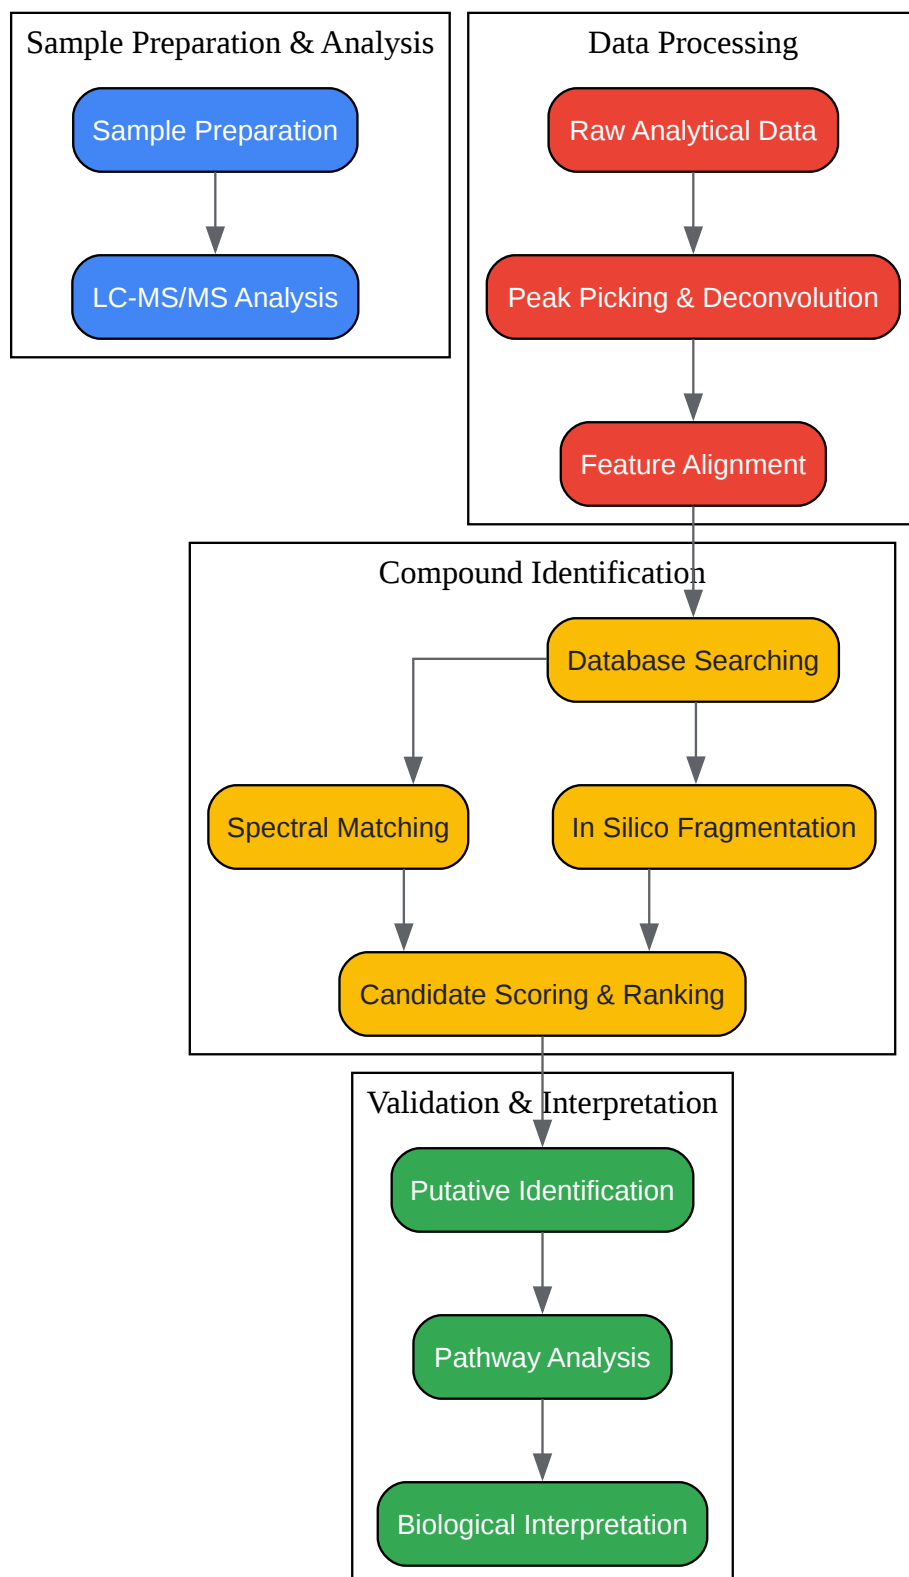 Sample Preparation & Analysis
Sample Preparation
LC-MS/MS Analysis
Data Processing
Raw Analytical Data
Peak Picking & Deconvolution
Feature Alignment
Compound Identification
Database Searching
Spectral Matching
In Silico Fragmentation
Candidate Scoring & Ranking
Validation & Interpretation
Putative Identification
Pathway Analysis
Biological Interpretation